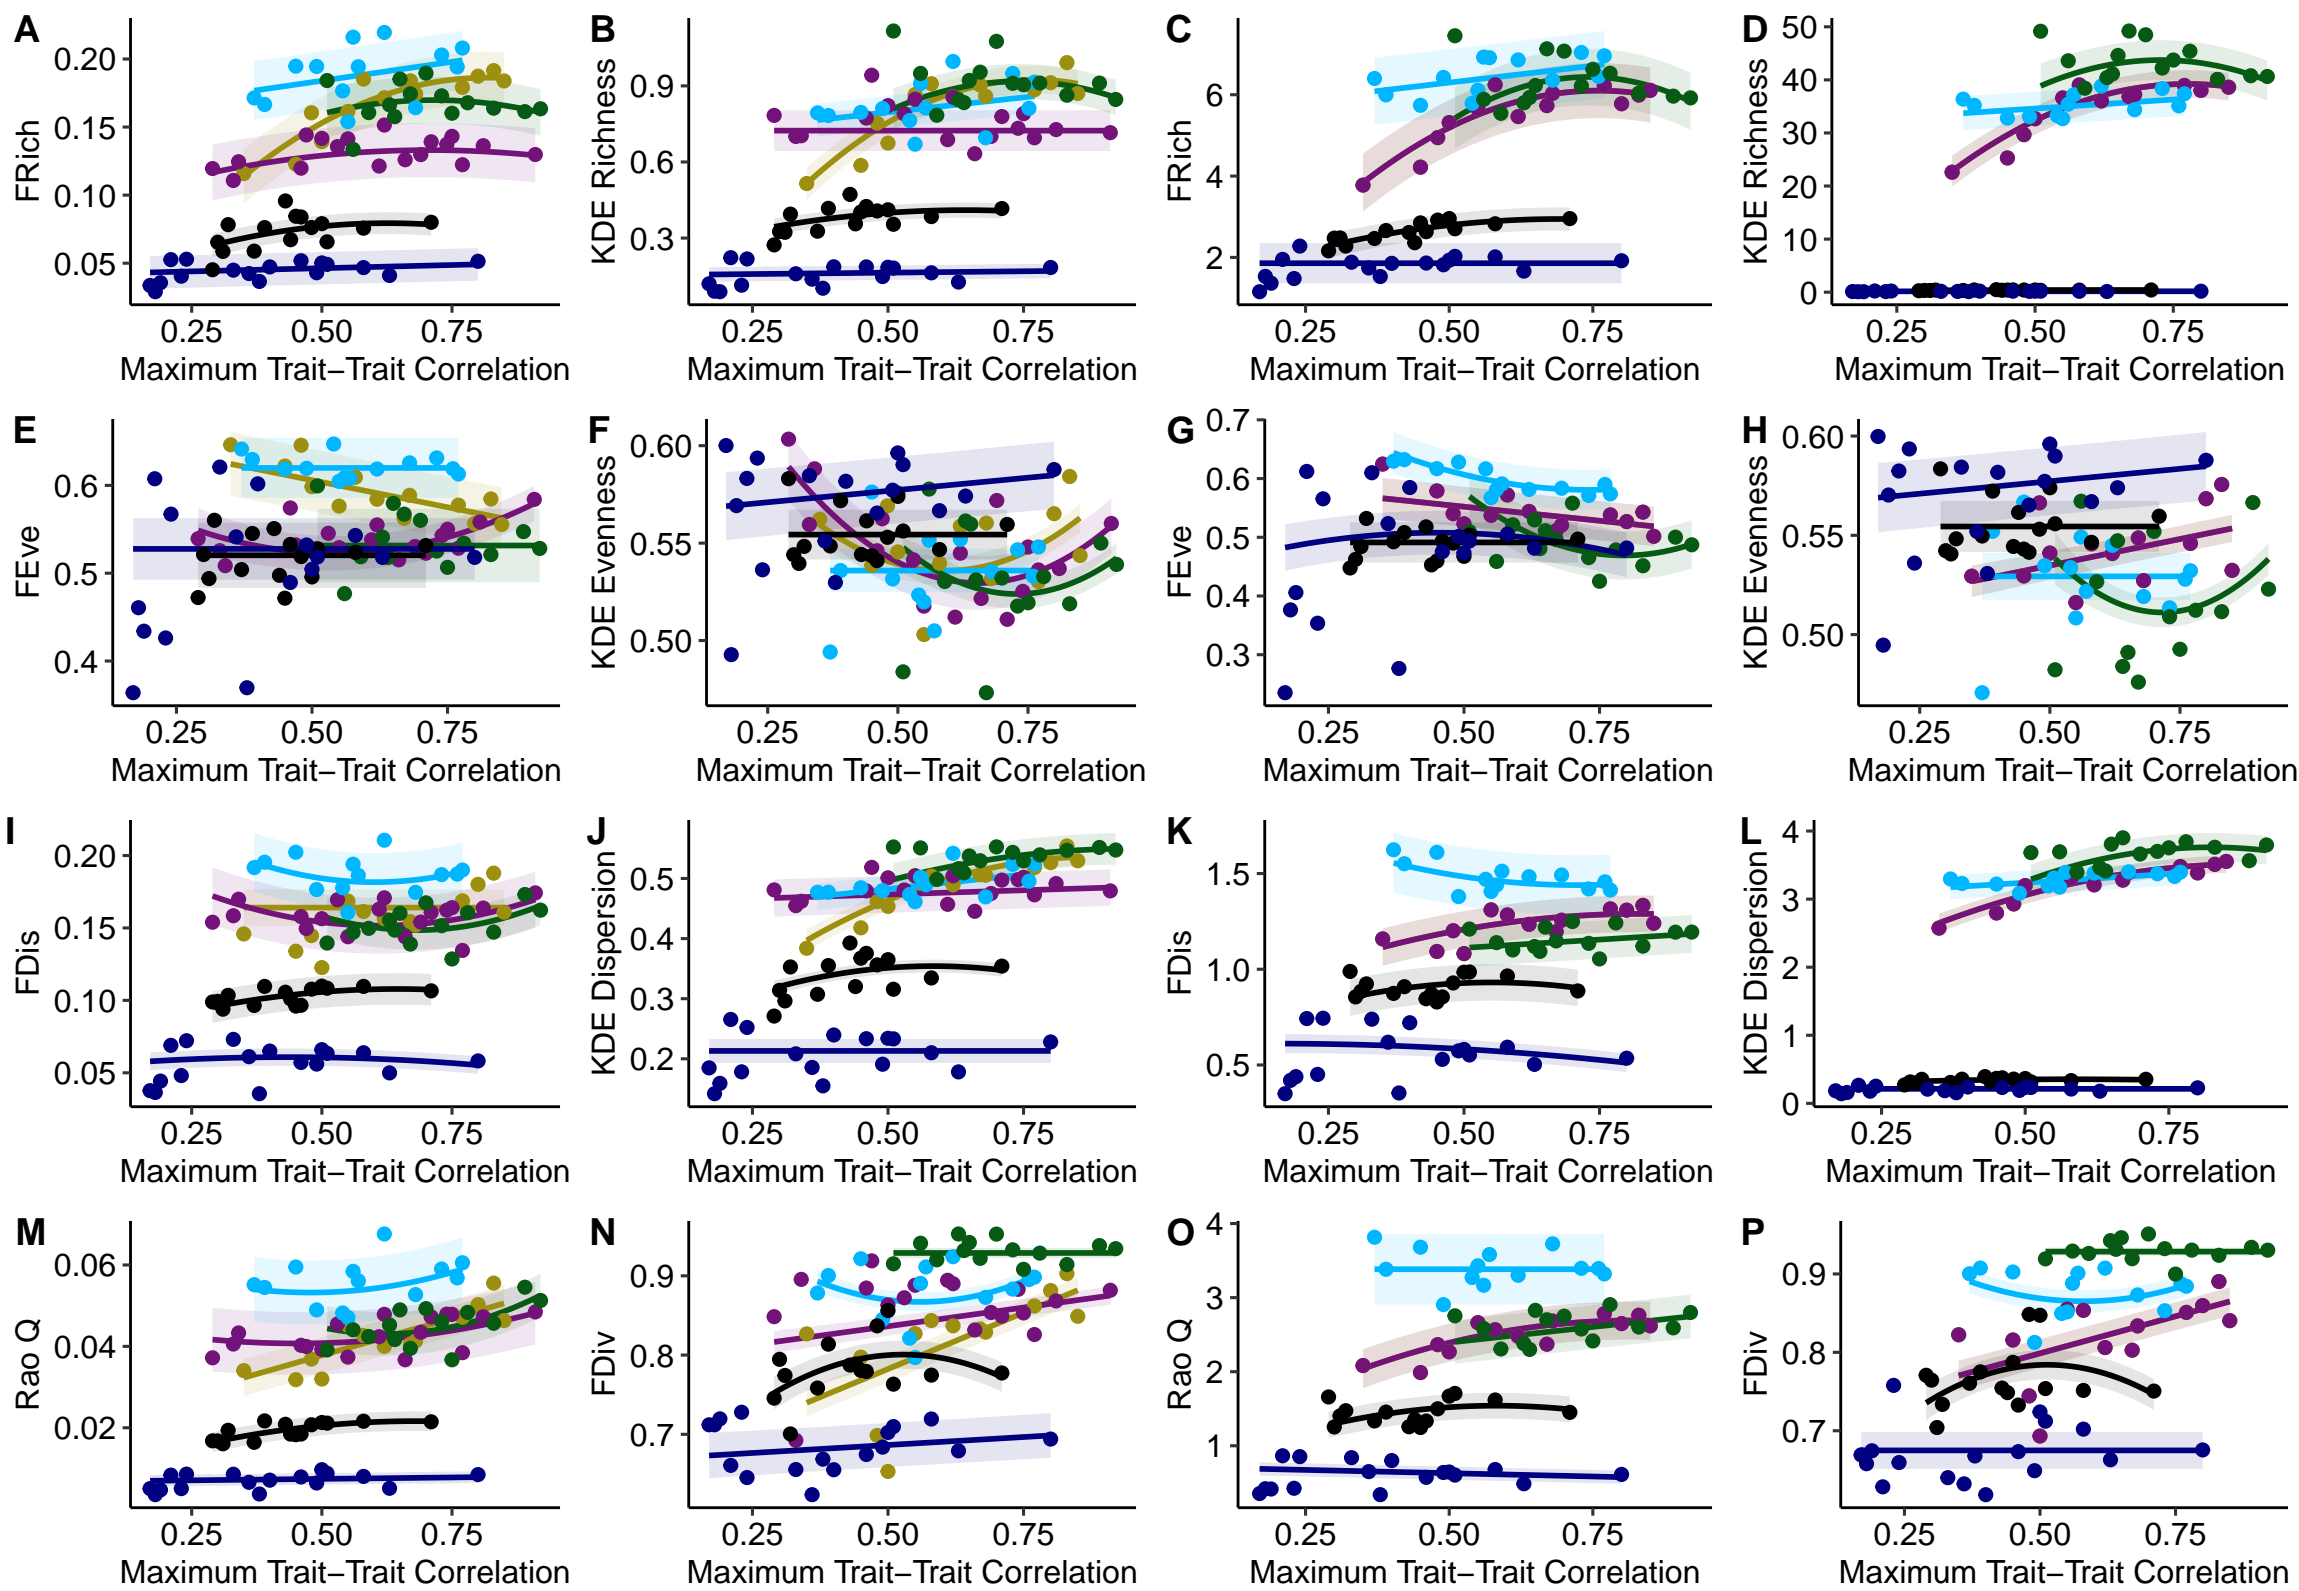 A B C D
FRich KDE Richness FRich KDE Richness
0.20 0.15 0.10 0.05
0.9 0.6 0.3
6 4 2
50 40 30 20 10 0
0.25 0.50 0.75 0.25 0.50 0.75 0.25 0.50 0.75 0.25 0.50 0.75
Maximum Trait−Trait Correlation Maximum Trait−Trait Correlation Maximum Trait−Trait Correlation Maximum Trait−Trait Correlation
E F G H
FEve KDE Evenness FEve KDE Evenness
0.6 0.5 0.4
0.60 0.55 0.50
0.7 0.6 0.5 0.4 0.3
0.60 0.55 0.50
0.25 0.50 0.75 0.25 0.50 0.75 0.25 0.50 0.75 0.25 0.50 0.75
Maximum Trait−Trait Correlation Maximum Trait−Trait Correlation Maximum Trait−Trait Correlation Maximum Trait−Trait Correlation
I J K L
FDis KDE Dispersion FDis KDE Dispersion
0.20 0.15 0.10 0.05
0.5 0.4 0.3 0.2
1.5 1.0 0.5
4 3 2 1 0
0.25 0.50 0.75 0.25 0.50 0.75 0.25 0.50 0.75 0.25 0.50 0.75
Maximum Trait−Trait Correlation Maximum Trait−Trait Correlation Maximum Trait−Trait Correlation Maximum Trait−Trait Correlation
M N O P
Rao Q FDiv Rao Q FDiv
0.06 0.04 0.02
0.9 0.8 0.7
4 3 2 1
0.9 0.8 0.7
0.25 0.50 0.75 0.25 0.50 0.75 0.25 0.50 0.75 0.25 0.50 0.75
Maximum Trait−Trait Correlation Maximum Trait−Trait Correlation Maximum Trait−Trait Correlation Maximum Trait−Trait Correlation